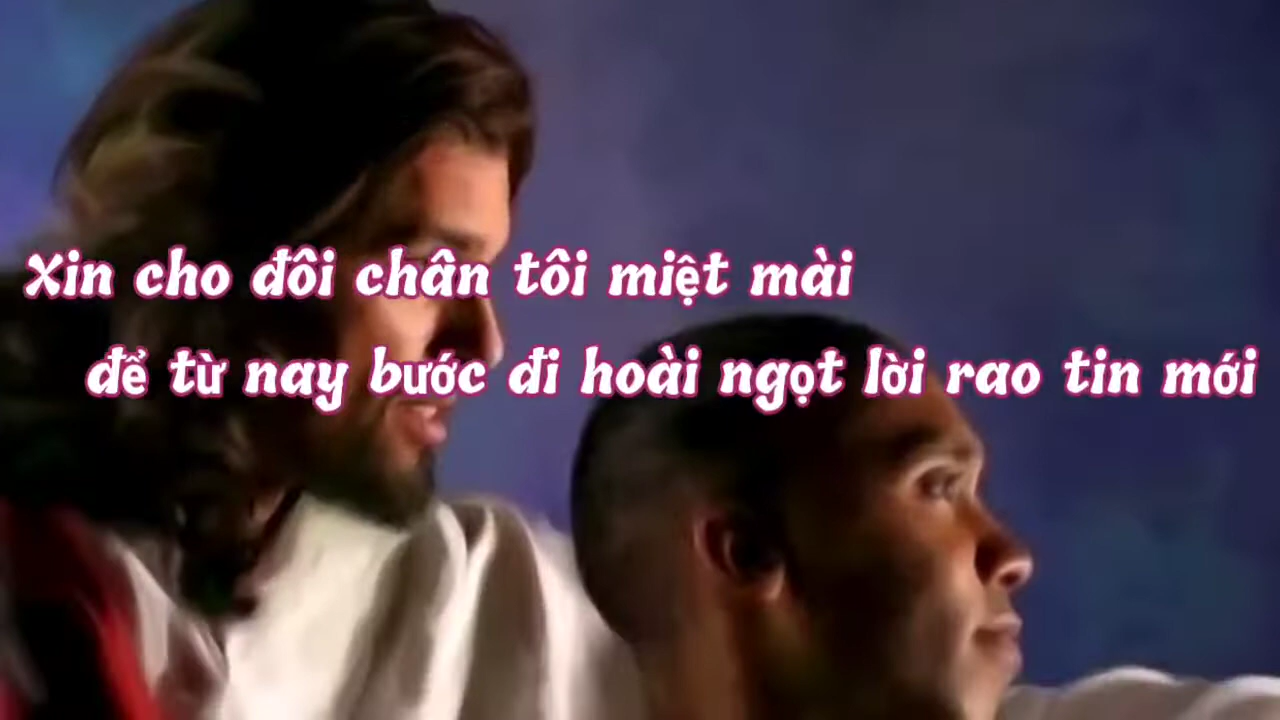 Xin cho đôi chân tôi miệt mài
để từ nay bước đi hoài ngọt lời rao tin mới